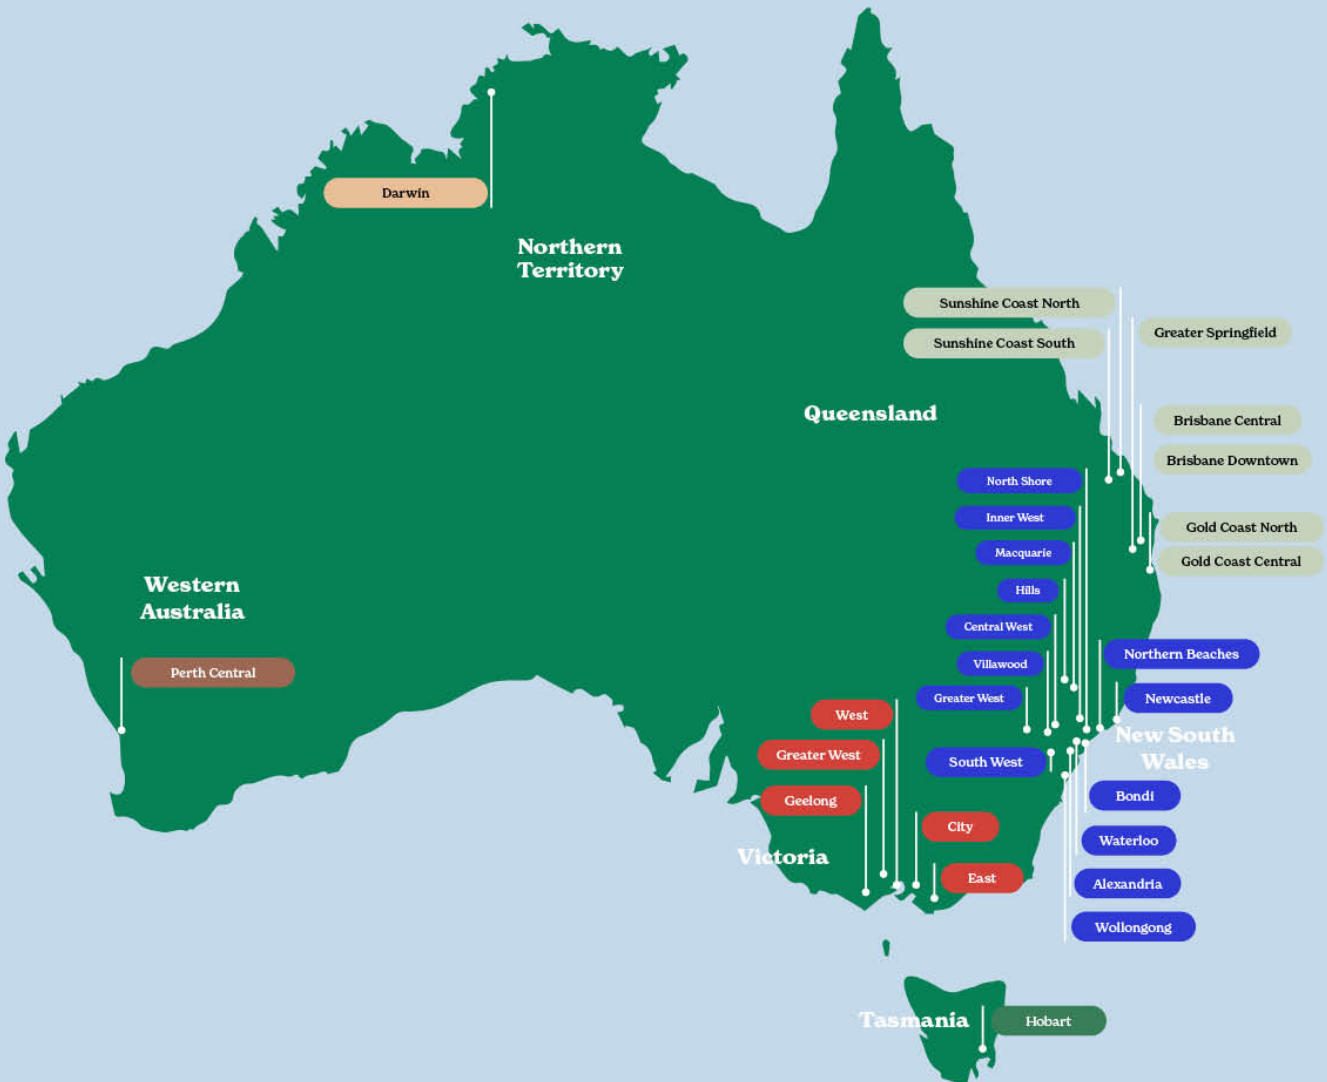 Darwin
Northern
Territory
Sunshine Coast North
Greater Springfield
Sunshine Coast South
Queensland
Brisbane Central
Brisbane Downtown
North Shore
Inner West
Gold Coast North
Macquarie
Gold Coast Central
Hills
Western
Australia
Central West
Northern Beaches
Villawood
Perth Central
Greater West
Newcastle
West
New South
Wales
Greater West
South West
Geelong
Bondi
City
Waterloo
Victoria
East
Alexandria
Wollongong
Tasmania
Hobart